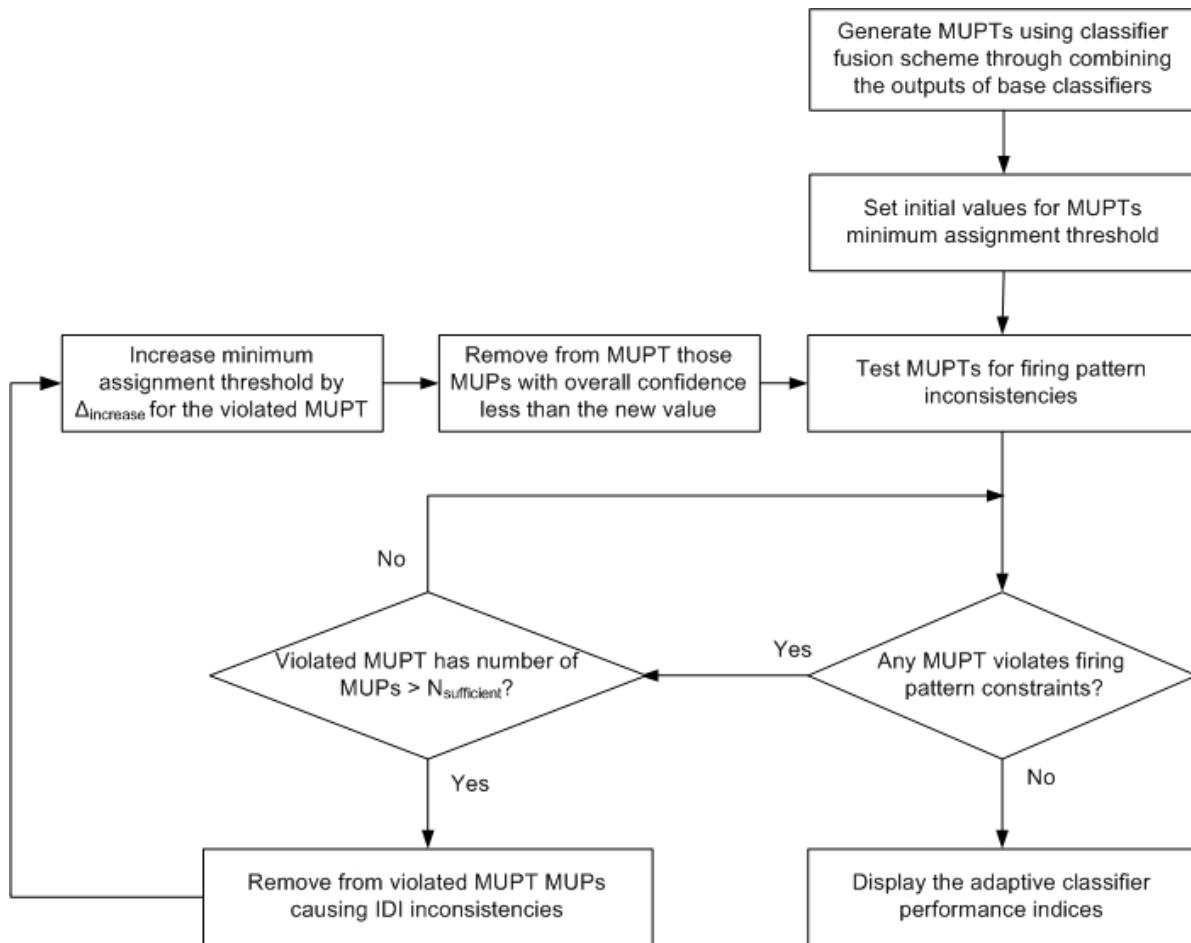 Generate MUPTs using classifier
fusion scheme through combining
the outputs of base classifiers
Set initial values for MUPTs
minimum assignment threshold
Increase minimum
assignment threshold by
Δincrease for the violated MUPT
Remove from MUPT those
MUPs with overall confidence
less than the new value
Test MUPTs for firing pattern
inconsistencies
No
Violated MUPT has number of
MUPs > Nsufficient?
Yes
Any MUPT violates firing
pattern constraints?
Yes
No
Remove from violated MUPT MUPs
causing IDI inconsistencies
Display the adaptive classifier
performance indices